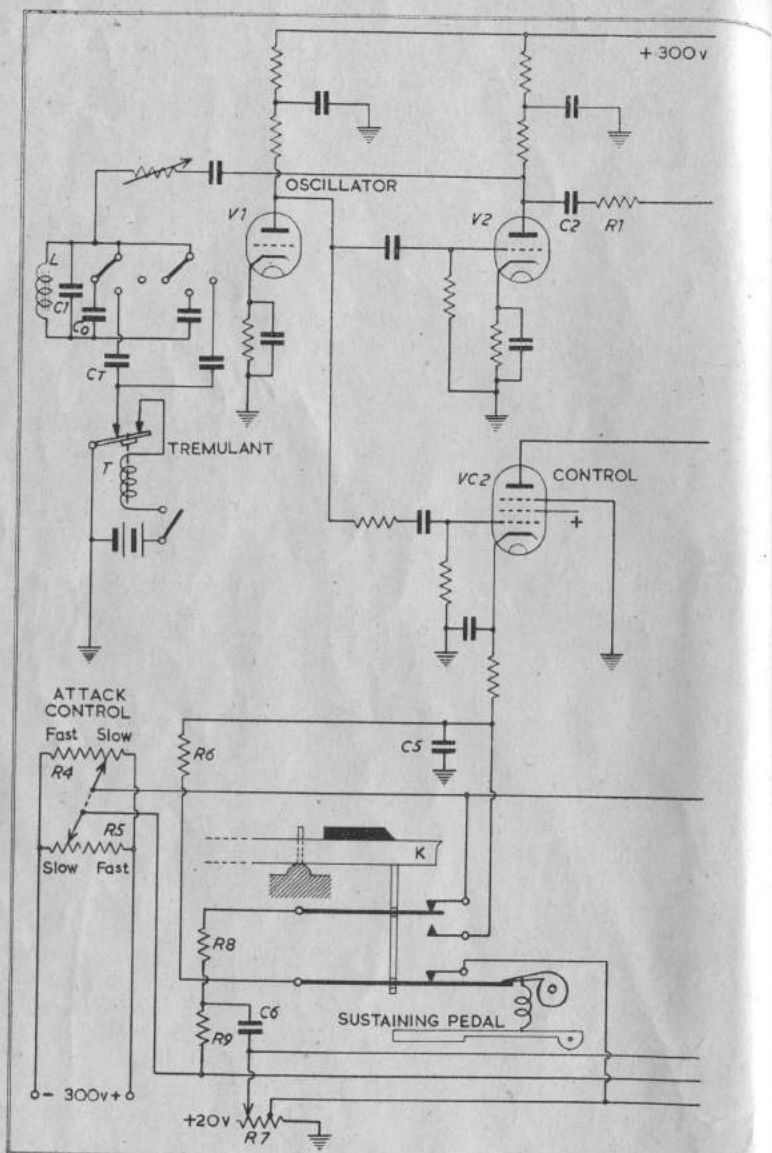 +300v
OSCILLATOR
V1
V2
C2
R1
L
C1
Co
CT
TREMULANT
T
VC2
CONTROL
+
ATTACK
CONTROL
Fast Slow
R4
R6
C5
R5
Slow Fast
K
R8
C6
R9
SUSTAINING PEDAL
- 300v +
+20v
R7